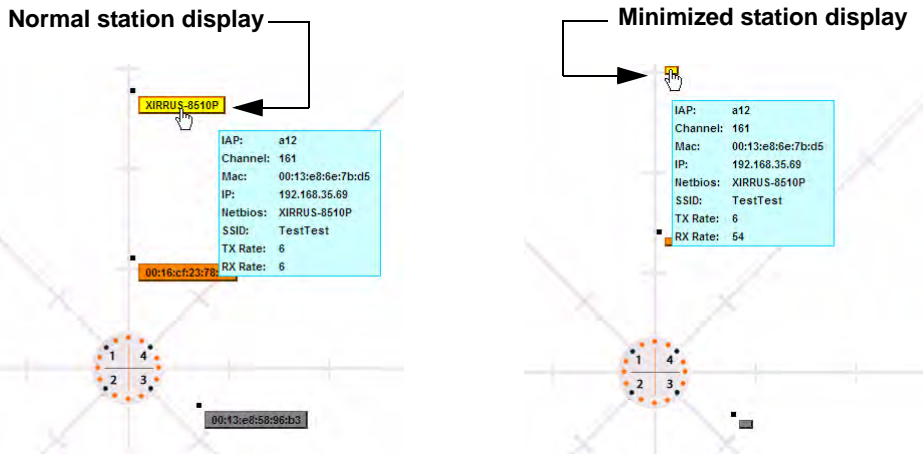 Normal station display
Minimized station display
XIRRUS-8510P
IAP: a12
Channel: 161
Mac: 00:13:e8:6e:7b:d5
IP: 192.168.35.69
Netbios: XIRRUS-8510P
SSID: TestTest
TX Rate: 6
RX Rate: 6
00:16:cf:23:78:
1 4
2 3
00:13:e8:58:96:b3
IAP: a12
Channel: 161
Mac: 00:13:e8:6e:7b:d5
IP: 192.168.35.69
Netbios: XIRRUS-8510P
SSID: TestTest
TX Rate: 6
RX Rate: 54
1 4
2 3